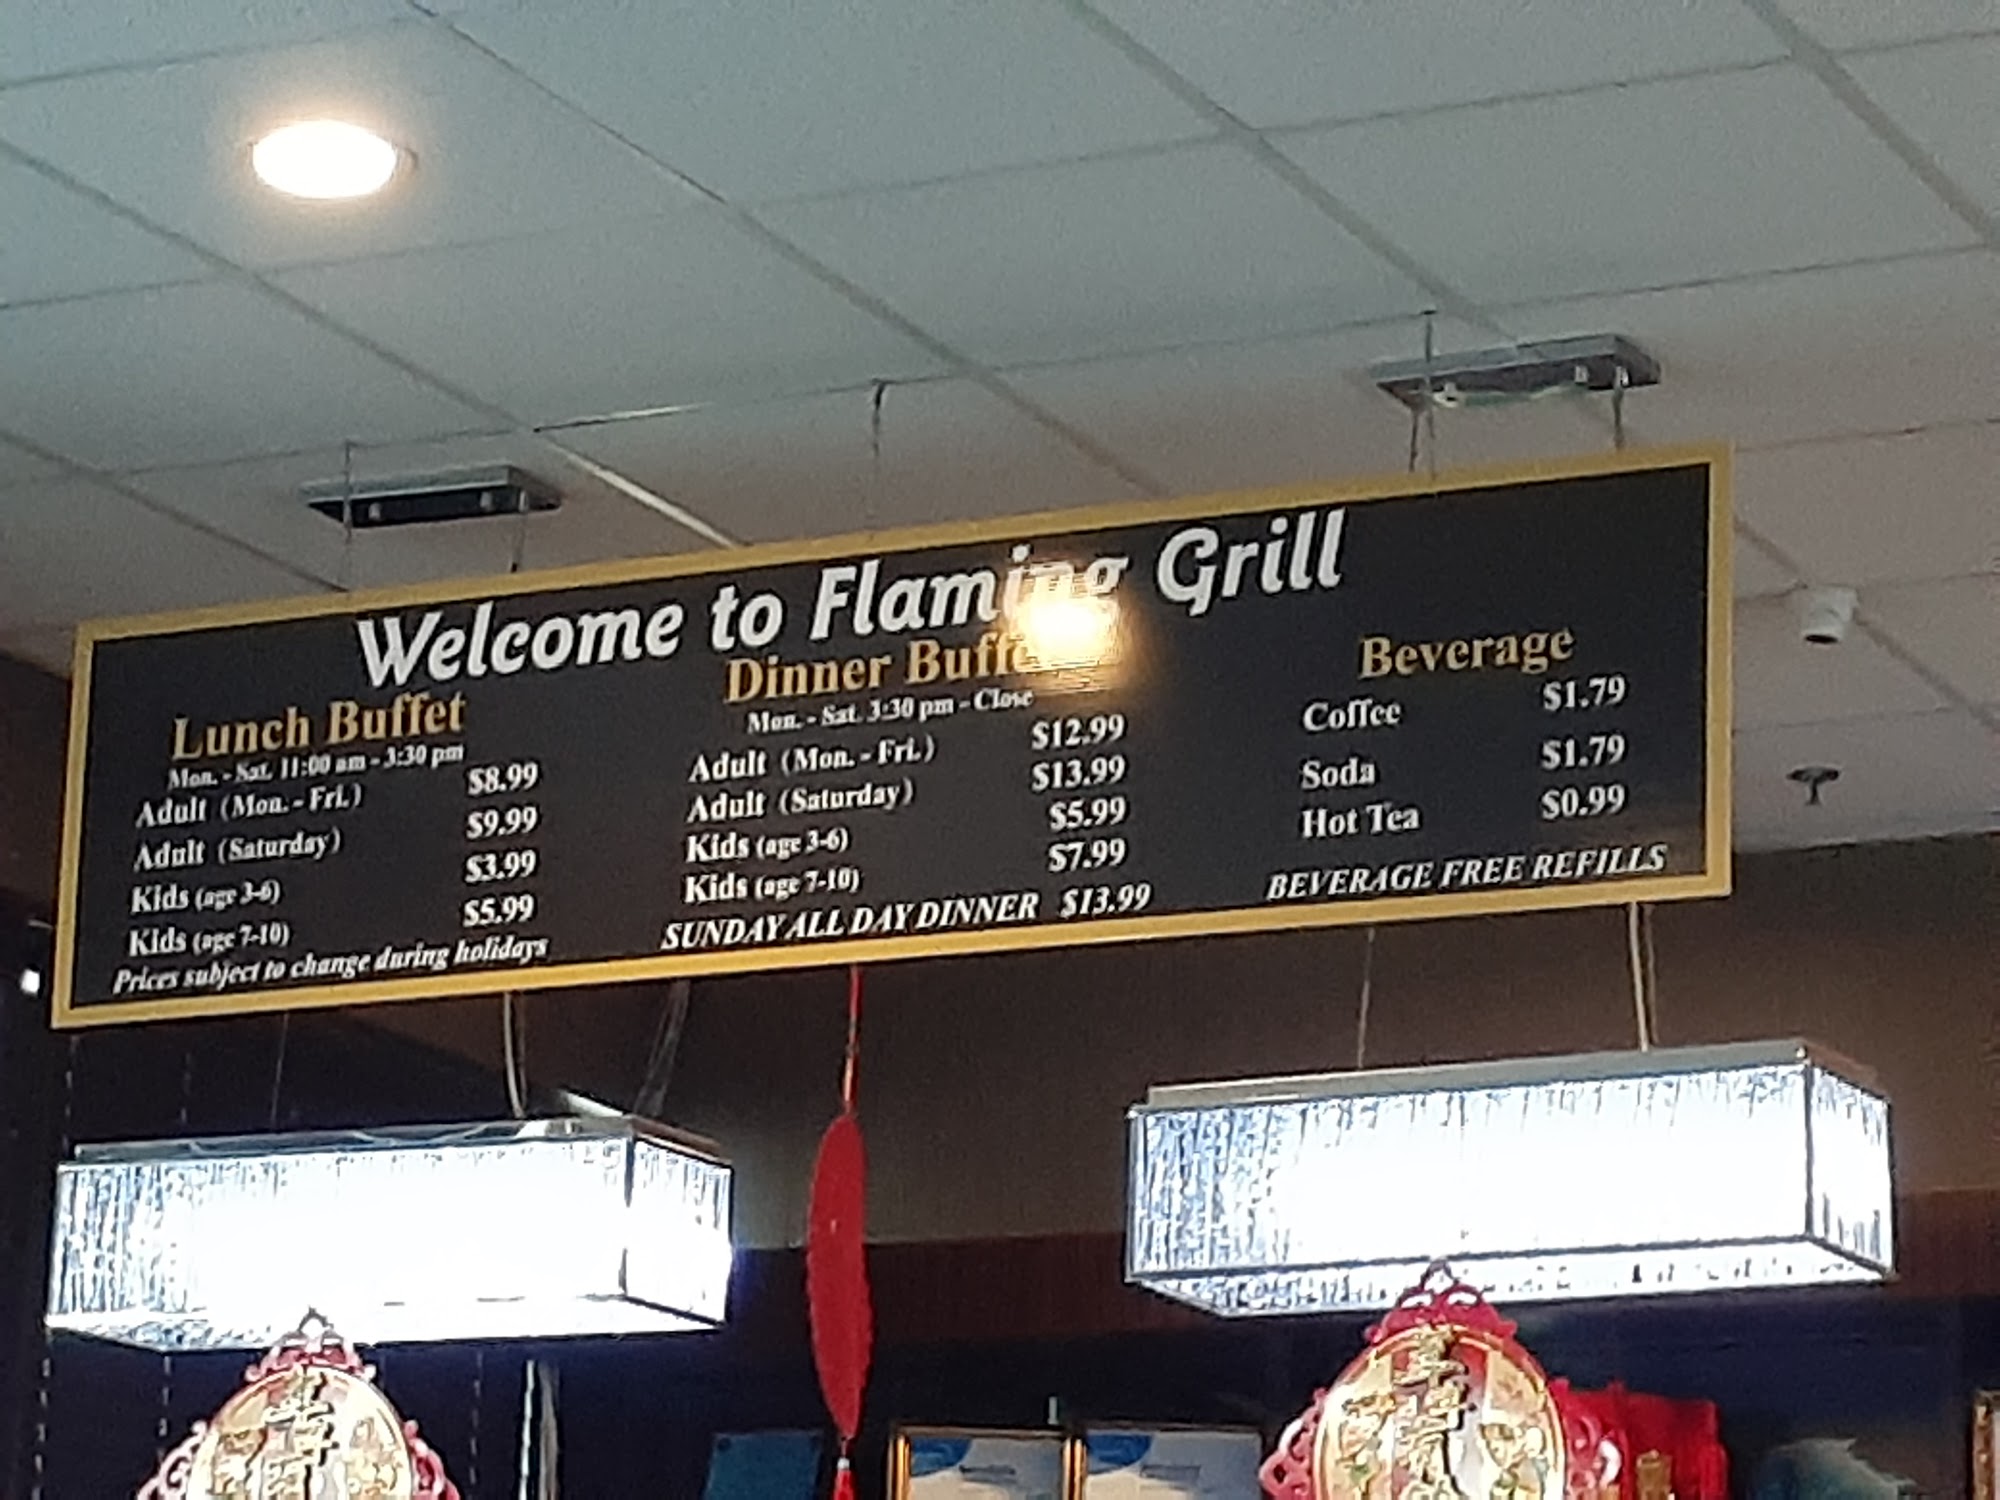 Welcome to Flaming Grill
Lunch Buffet
Mon. - Sat. 11:00 am - 3:30 pm
Adult (Mon. - Fri.) $8.99
Adult (Saturday) $9.99
Kids (age 3-6) $3.99
Kids (age 7-10) $5.99
Prices subject to change during holidays
Dinner Buffet
Mon. - Sat. 3:30 pm - Close
Adult (Mon. - Fri.) $12.99
Adult (Saturday) $13.99
Kids (age 3-6) $5.99
Kids (age 7-10) $7.99
SUNDAY ALL DAY DINNER $13.99
Beverage
Coffee $1.79
Soda $1.79
Hot Tea $0.99
BEVERAGE FREE REFILLS